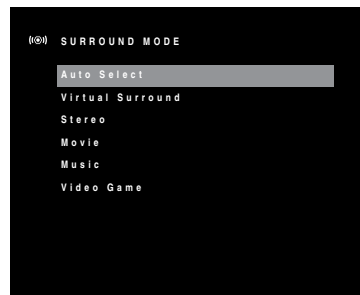 SURROUND MODE
Auto Select
Virtual Surround
Stereo
Movie
Music
Video Game